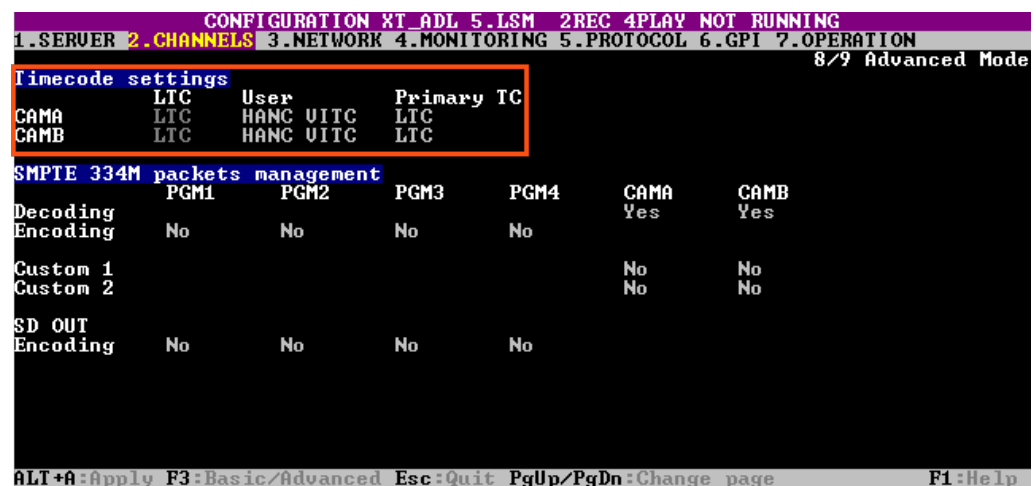 CONFIGURATION XT_ADL 5.LSM 2REC 4PLAY NOT RUNNING
1.SERVER 2.CHANNELS 3.NETWORK 4.MONITORING 5.PROTOCOL 6.GPI 7.OPERATION
8/9 Advanced Mode
Timecode settings
LTC User Primary TC
CAMA LTC HANC VITC LTC
CAMB LTC HANC VITC LTC
SMPTE 334M packets management
PGM1 PGM2 PGM3 PGM4 CAMA CAMB
Decoding Yes Yes
Encoding No No No No
Custom 1 No No
Custom 2 No No
SD OUT
Encoding No No No No
ALT+A:Apply F3:Basic/Advanced Esc:Quit PgUp/PgDn:Change page F1:Help